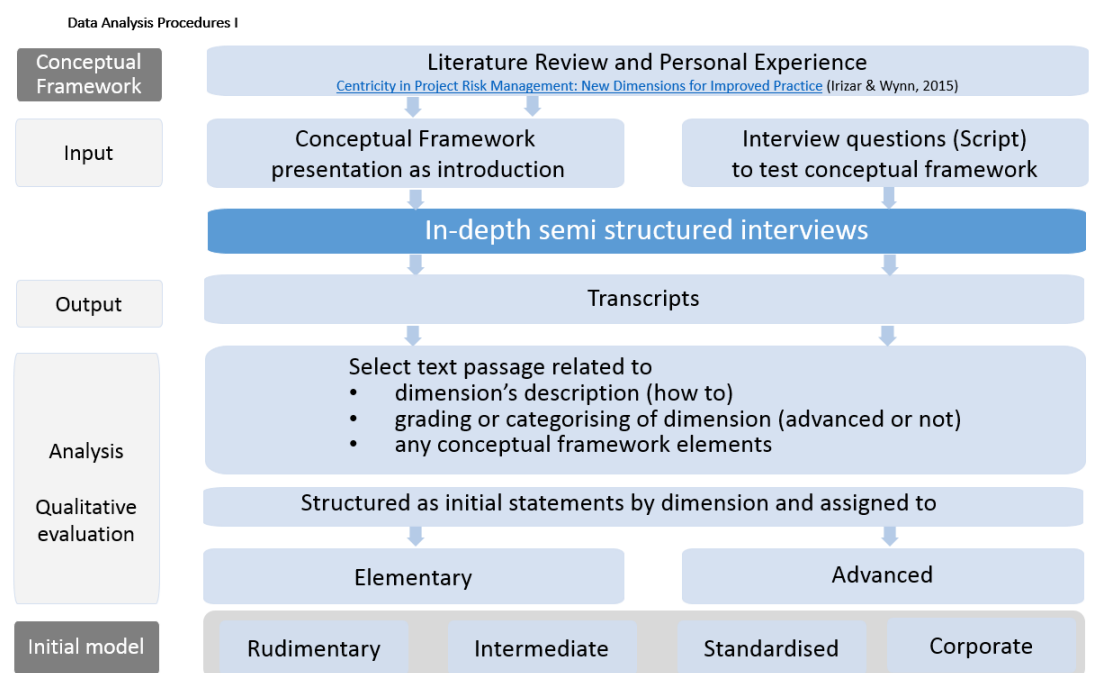 Data Analysis Procedures I
Conceptual
Framework
Literature Review and Personal Experience
Centricity in Project Risk Management: New Dimensions for Improved Practice (Irizar & Wynn, 2015)
Input
Conceptual Framework
presentation as introduction
Interview questions (Script)
to test conceptual framework
In-depth semi structured interviews
Output
Transcripts
Analysis
Qualitative
evaluation
Select text passage related to
• dimension's description (how to)
• grading or categorising of dimension (advanced or not)
• any conceptual framework elements
Structured as initial statements by dimension and assigned to
Elementary
Advanced
Initial model
Rudimentary
Intermediate
Standardised
Corporate